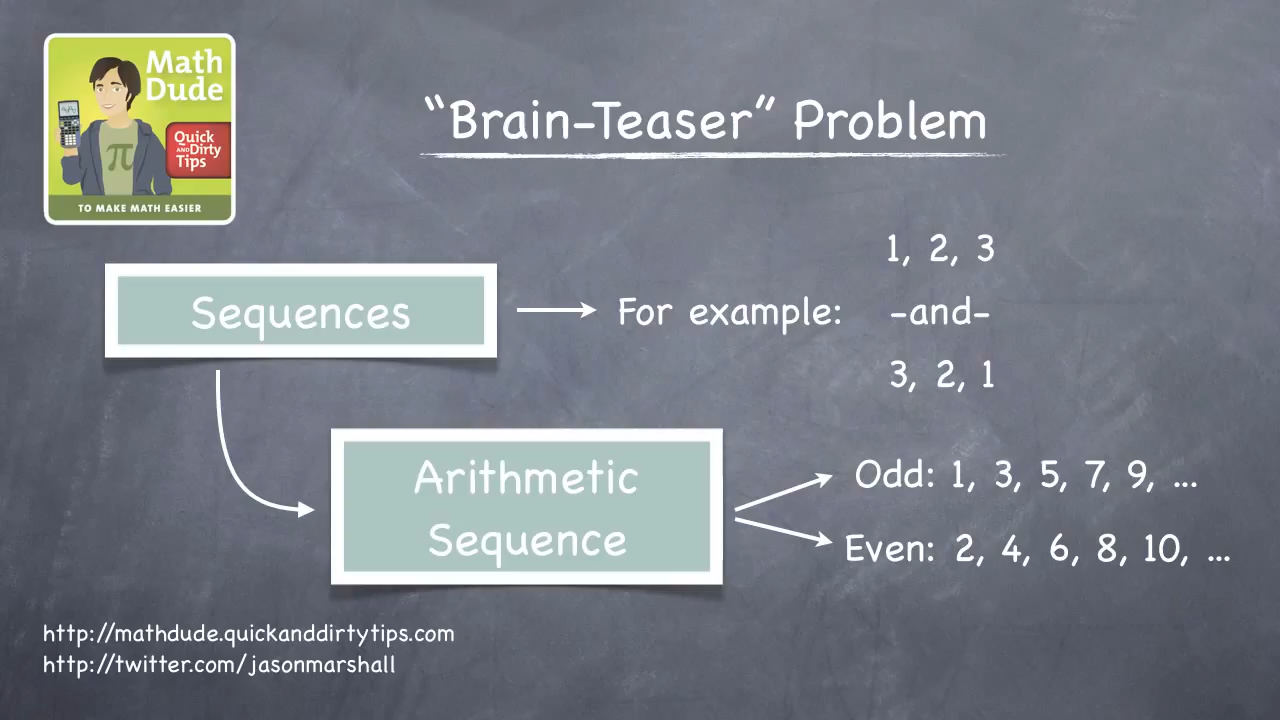 Math
Dude
Quick
AND Dirty
Tips
π
TO MAKE MATH EASIER
“Brain-Teaser” Problem
Sequences
For example:
1, 2, 3
-and-
3, 2, 1
Arithmetic
Sequence
Odd: 1, 3, 5, 7, 9, ...
Even: 2, 4, 6, 8, 10, ...
http://mathdude.quickanddirtytips.com
http://twitter.com/jasonmarshall